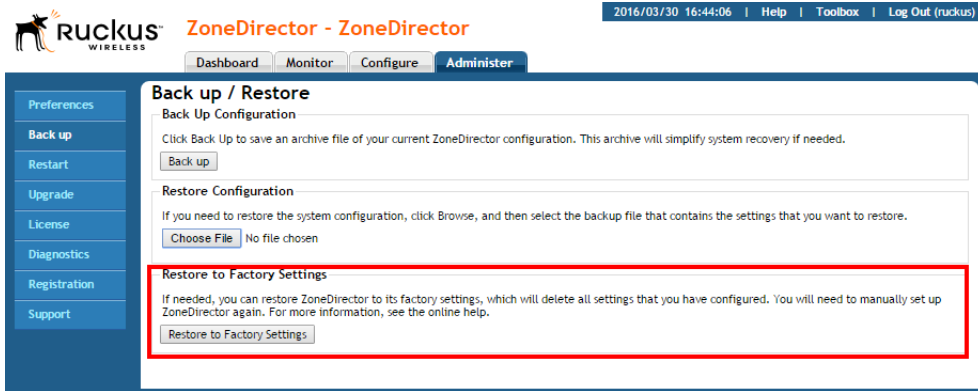 2016/03/30 16:44:06 | Help | Toolbox | Log Out (ruckus)
RUCKUS
WIRELESS
ZoneDirector - ZoneDirector
Dashboard Monitor Configure Administer
Preferences
Back up
Restart
Upgrade
License
Diagnostics
Registration
Support
Back up / Restore
Back Up Configuration
Click Back Up to save an archive file of your current ZoneDirector configuration. This archive will simplify system recovery if needed.
Back up
Restore Configuration
If you need to restore the system configuration, click Browse, and then select the backup file that contains the settings that you want to restore.
Choose File No file chosen
Restore to Factory Settings
If needed, you can restore ZoneDirector to its factory settings, which will delete all settings that you have configured. You will need to manually set up
ZoneDirector again. For more information, see the online help.
Restore to Factory Settings